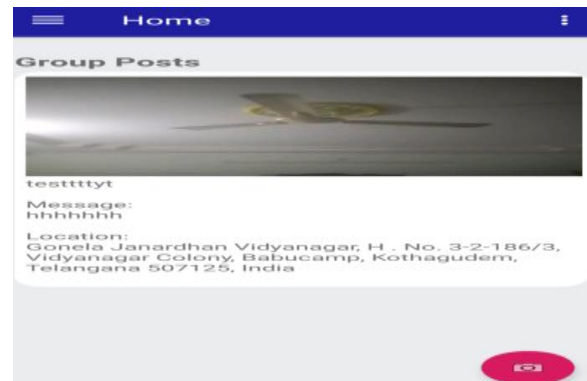 Home
Group Posts
testtttyt
Message:
hhhhhhh
Location:
Gonela Janardhan Vidyanagar, H . No. 3-2-186/3,
Vidyanagar Colony, Babucamp, Kothagudem,
Telangana 507125, India